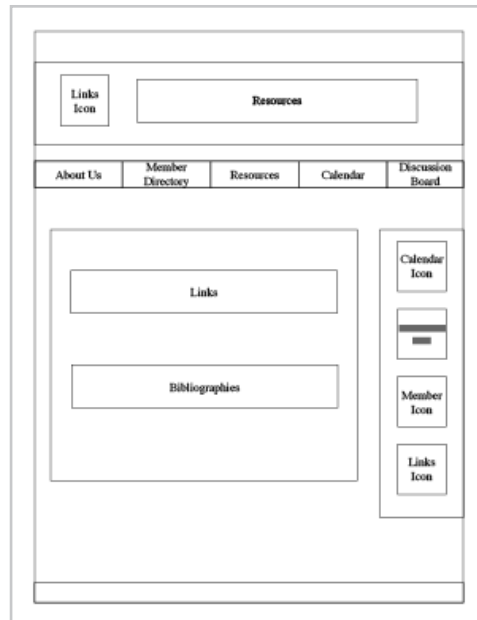 Links
Icon
Resources
About Us
Member
Directory
Resources
Calendar
Discussion
Board
Links
Bibliographies
Calendar
Icon
Member
Icon
Links
Icon